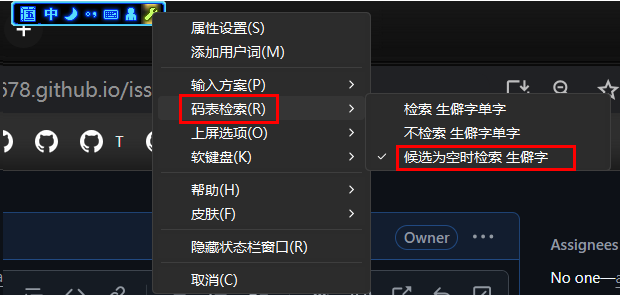 中
属性设置(S)
添加用户词(M)
输入方案(P)
码表检索(R)
上屏选项(O)
软键盘(K)
帮助(H)
皮肤(F)
隐藏状态栏窗口(R)
取消(C)
检索 生僻字单字
不检索 生僻字单字
候选为空时检索 生僻字
678.github.io/iss
T
Owner
Assignees
No one—